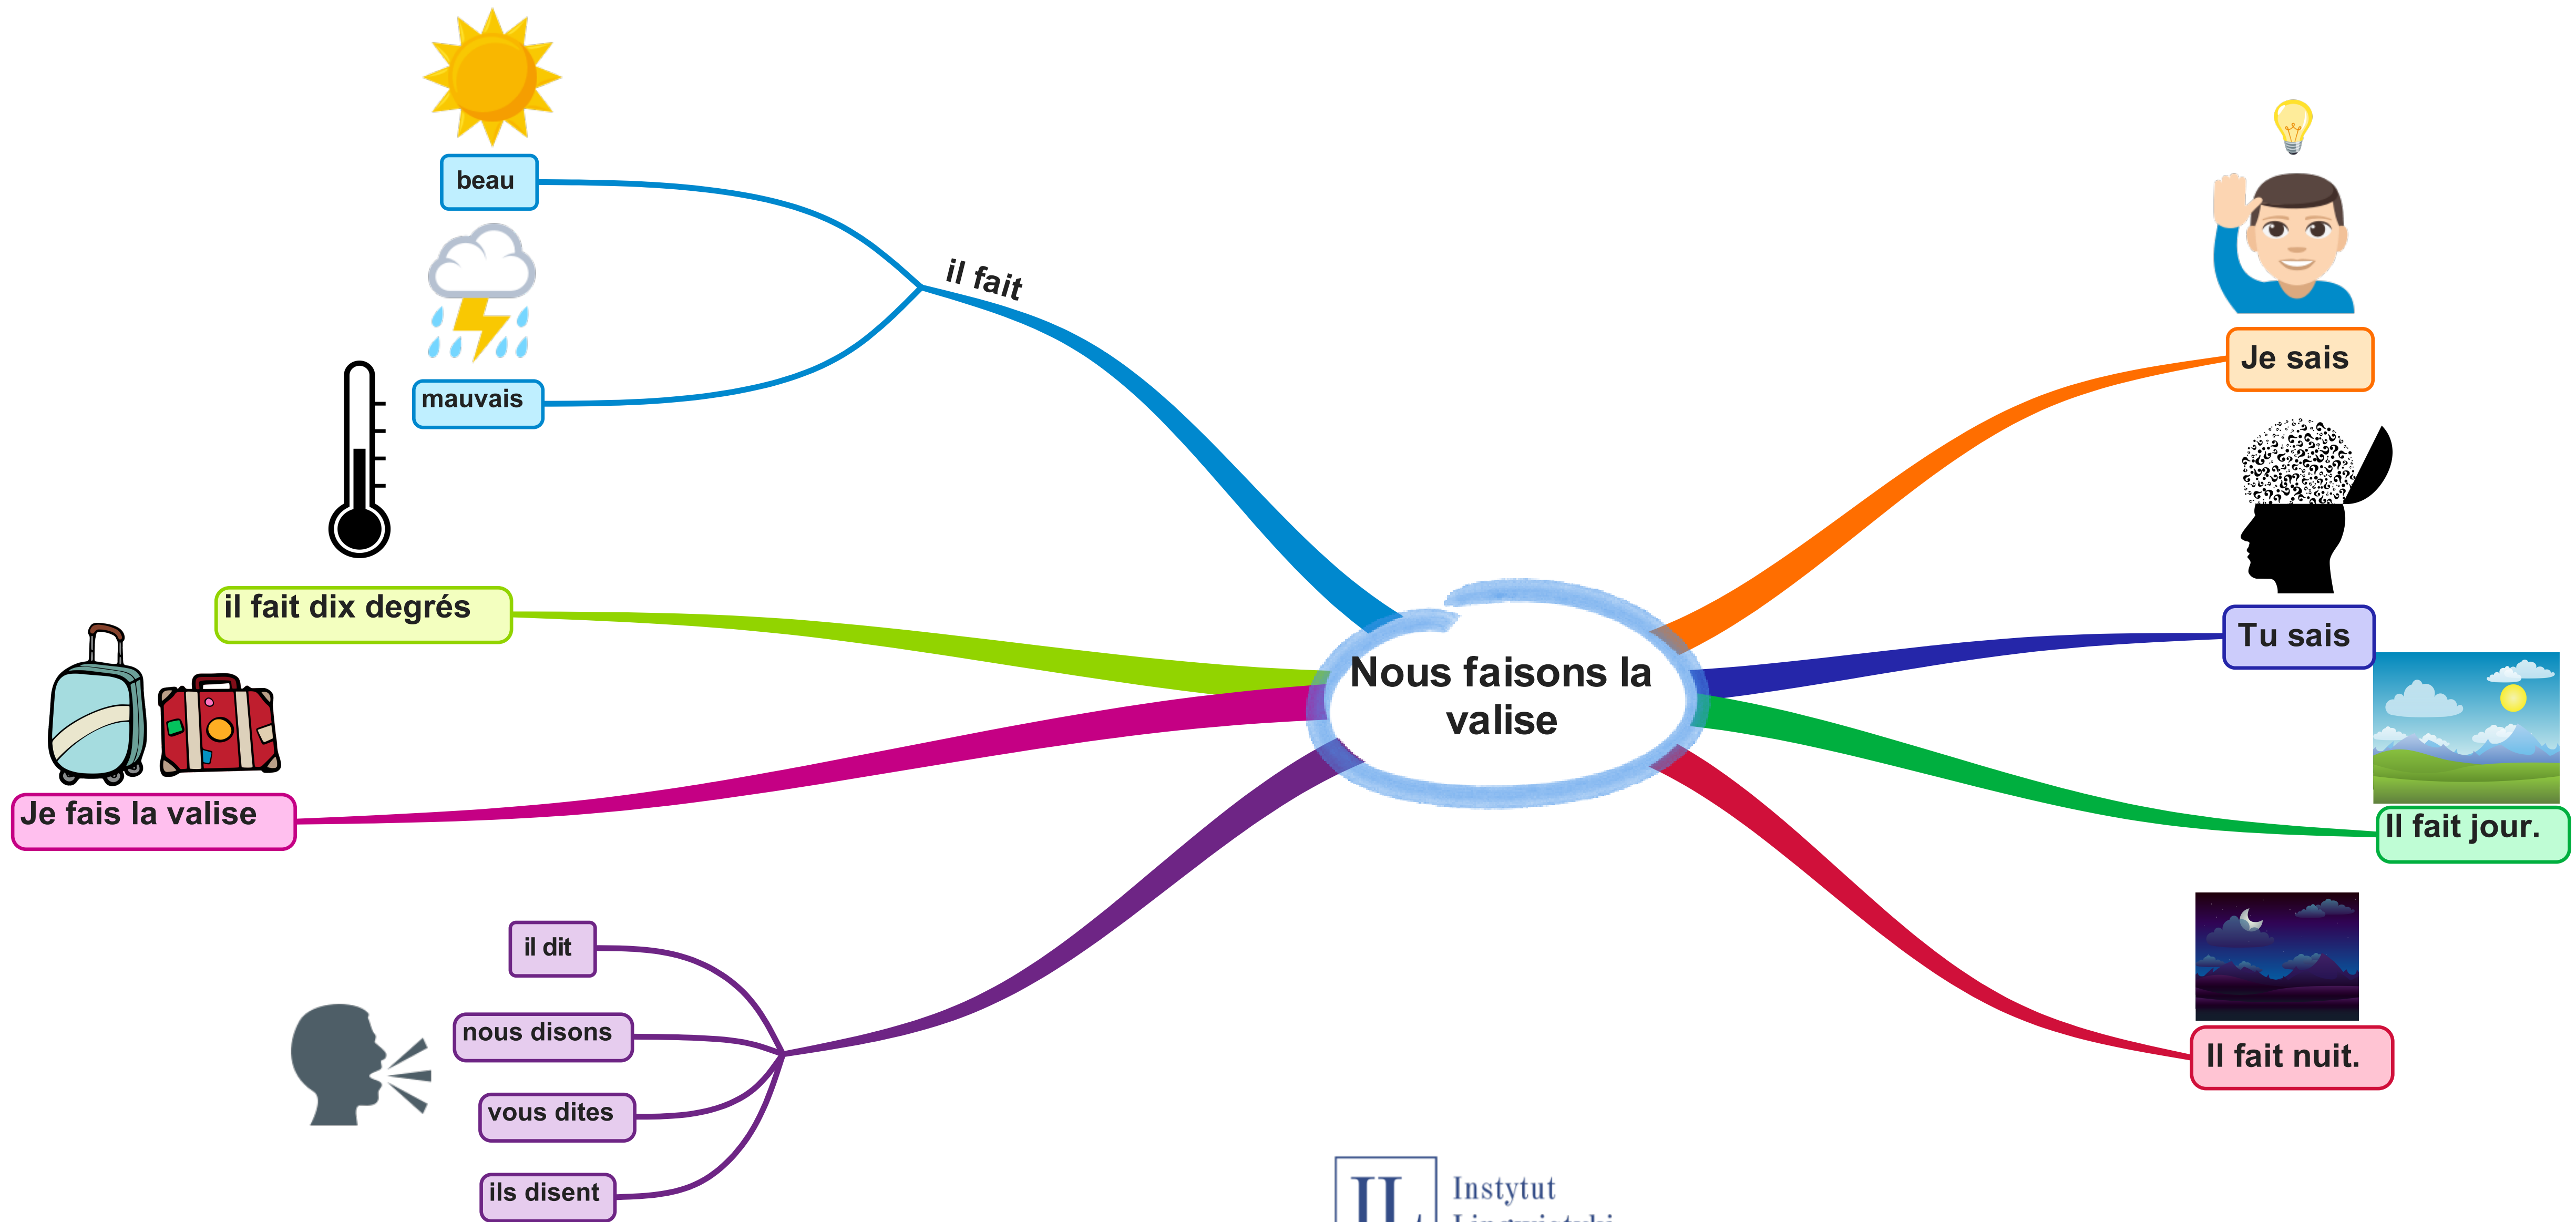 beau
il fait
mauvais
il fait dix degrés
Je fais la valise
il dit
nous disons
vous dites
ils disent
Nous faisons la
valise
Je sais
Tu sais
Il fait jour.
Il fait nuit.
IL
Instytut